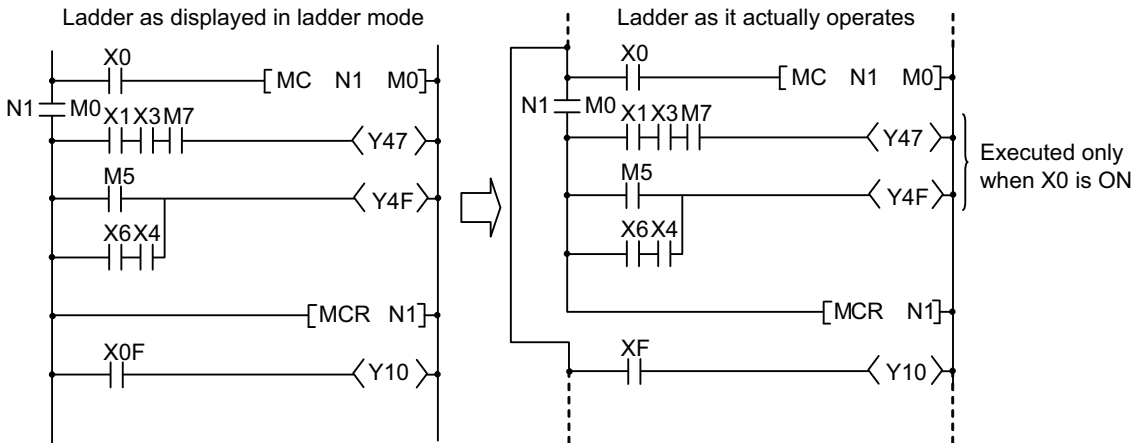 Ladder as displayed in ladder mode
X0
MC N1 M0
N1 M0 X1 X3 M7
Y47
M5
Y4F
X6 X4
MCR N1
X0F
Y10
Ladder as it actually operates
X0
MC N1 M0
N1 M0 X1 X3 M7
Y47
M5
Y4F
X6 X4
MCR N1
XF
Y10
Executed only
when X0 is ON